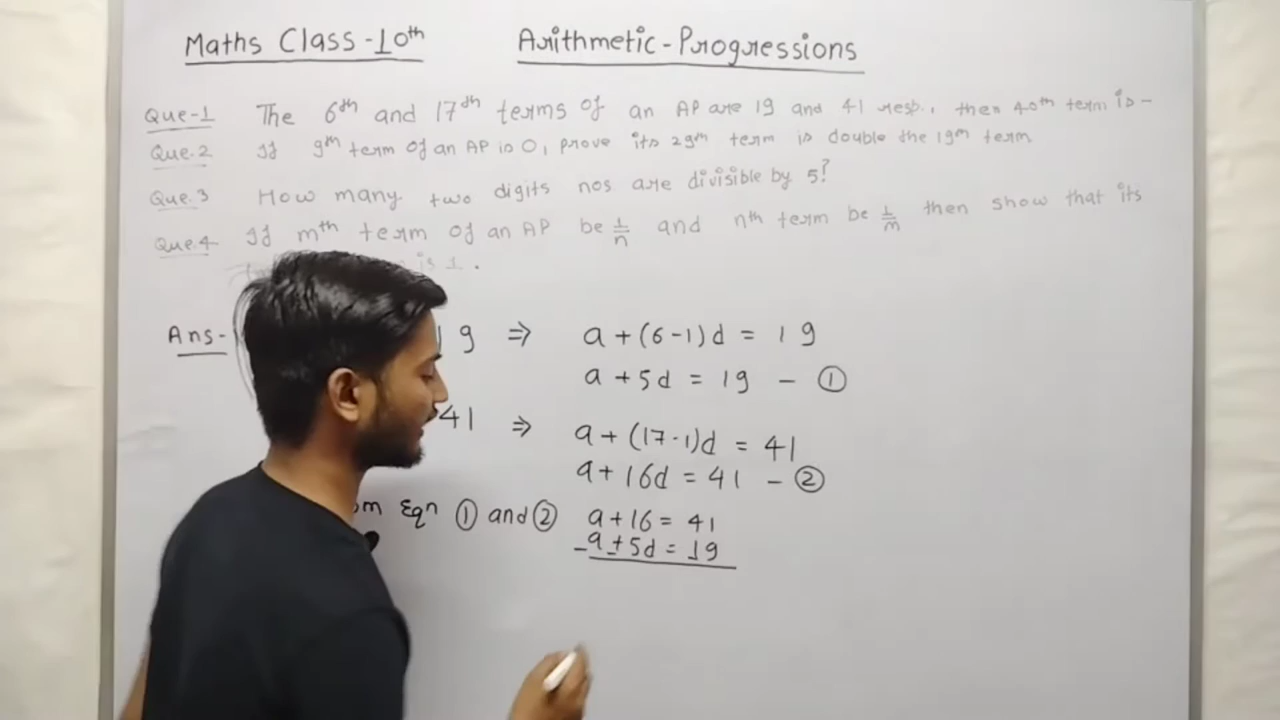 Maths Class-10th Arithmetic-Progressions
Que-1 The 6th and 17th terms of an AP are 19 and 41 resp., then 40th term is -
Que.2 If 9th term of an AP is 0, prove its 29th term is double the 19th term
Que.3 How many two digits nos are divisible by 5?
Que.4 If mth term of an AP be 1/n and nth term be 1/m then show that its
is 1.
Ans- 19 ⇒ a + (6-1)d = 19
a + 5d = 19 - ①
41 ⇒ a + (17-1)d = 41
a + 16d = 41 - ②
Eqn ① and ② a + 16 = 41
- a + 5d = 19